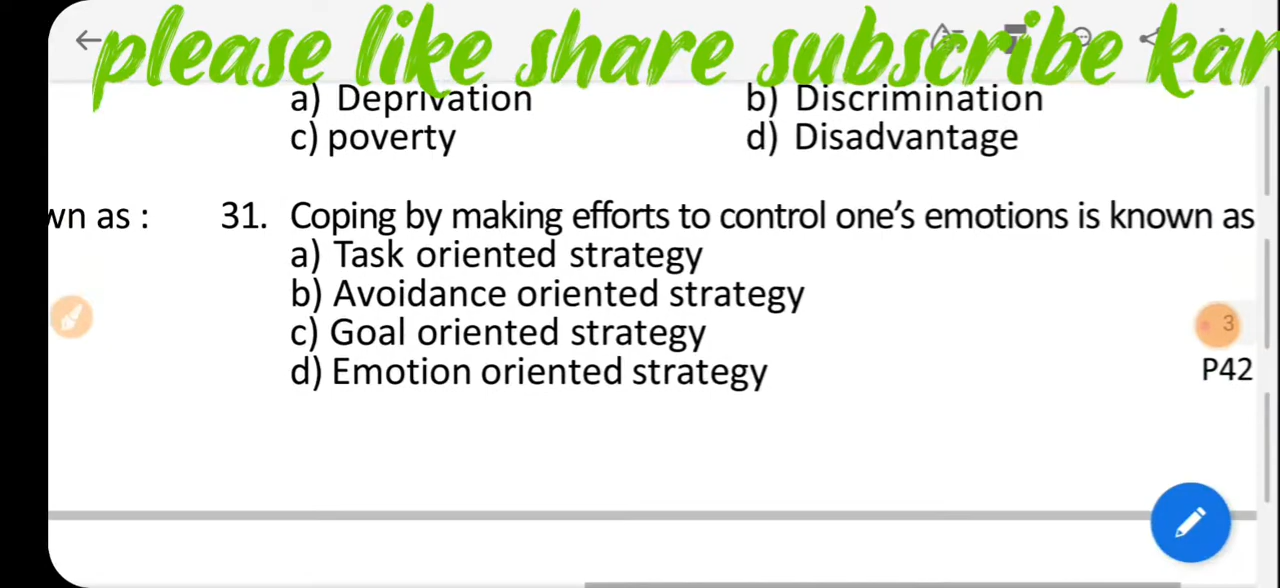 please like share subscribe kar
a) Deprivation b) Discrimination
c) poverty d) Disadvantage
wn as : 31. Coping by making efforts to control one's emotions is known as
a) Task oriented strategy
b) Avoidance oriented strategy
c) Goal oriented strategy
3
d) Emotion oriented strategy
P42